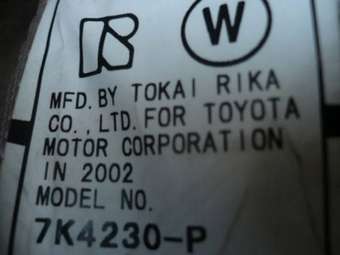 R W
MFD. BY TOKAI RIKA
CO., LTD. FOR TOYOTA
MOTOR CORPORATION
IN 2002
MODEL NO.
7K4230-P